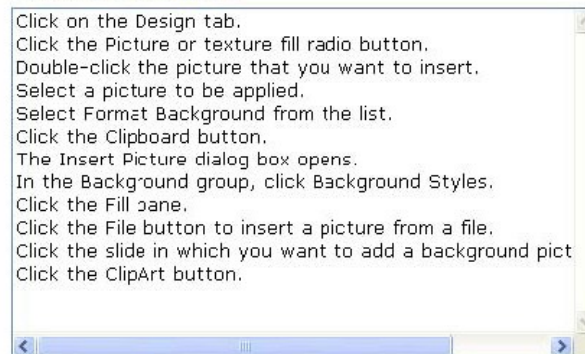 Click on the Design tab.
Click the Picture or texture fill radio button.
Double-click the picture that you want to insert.
Select a picture to be applied.
Select Format Background from the list.
Click the Clipboard button.
The Insert Picture dialog box opens.
In the Background group, click Background Styles.
Click the Fill pane.
Click the File button to insert a picture from a file.
Click the slide in which you want to add a background pict
Click the ClipArt button.